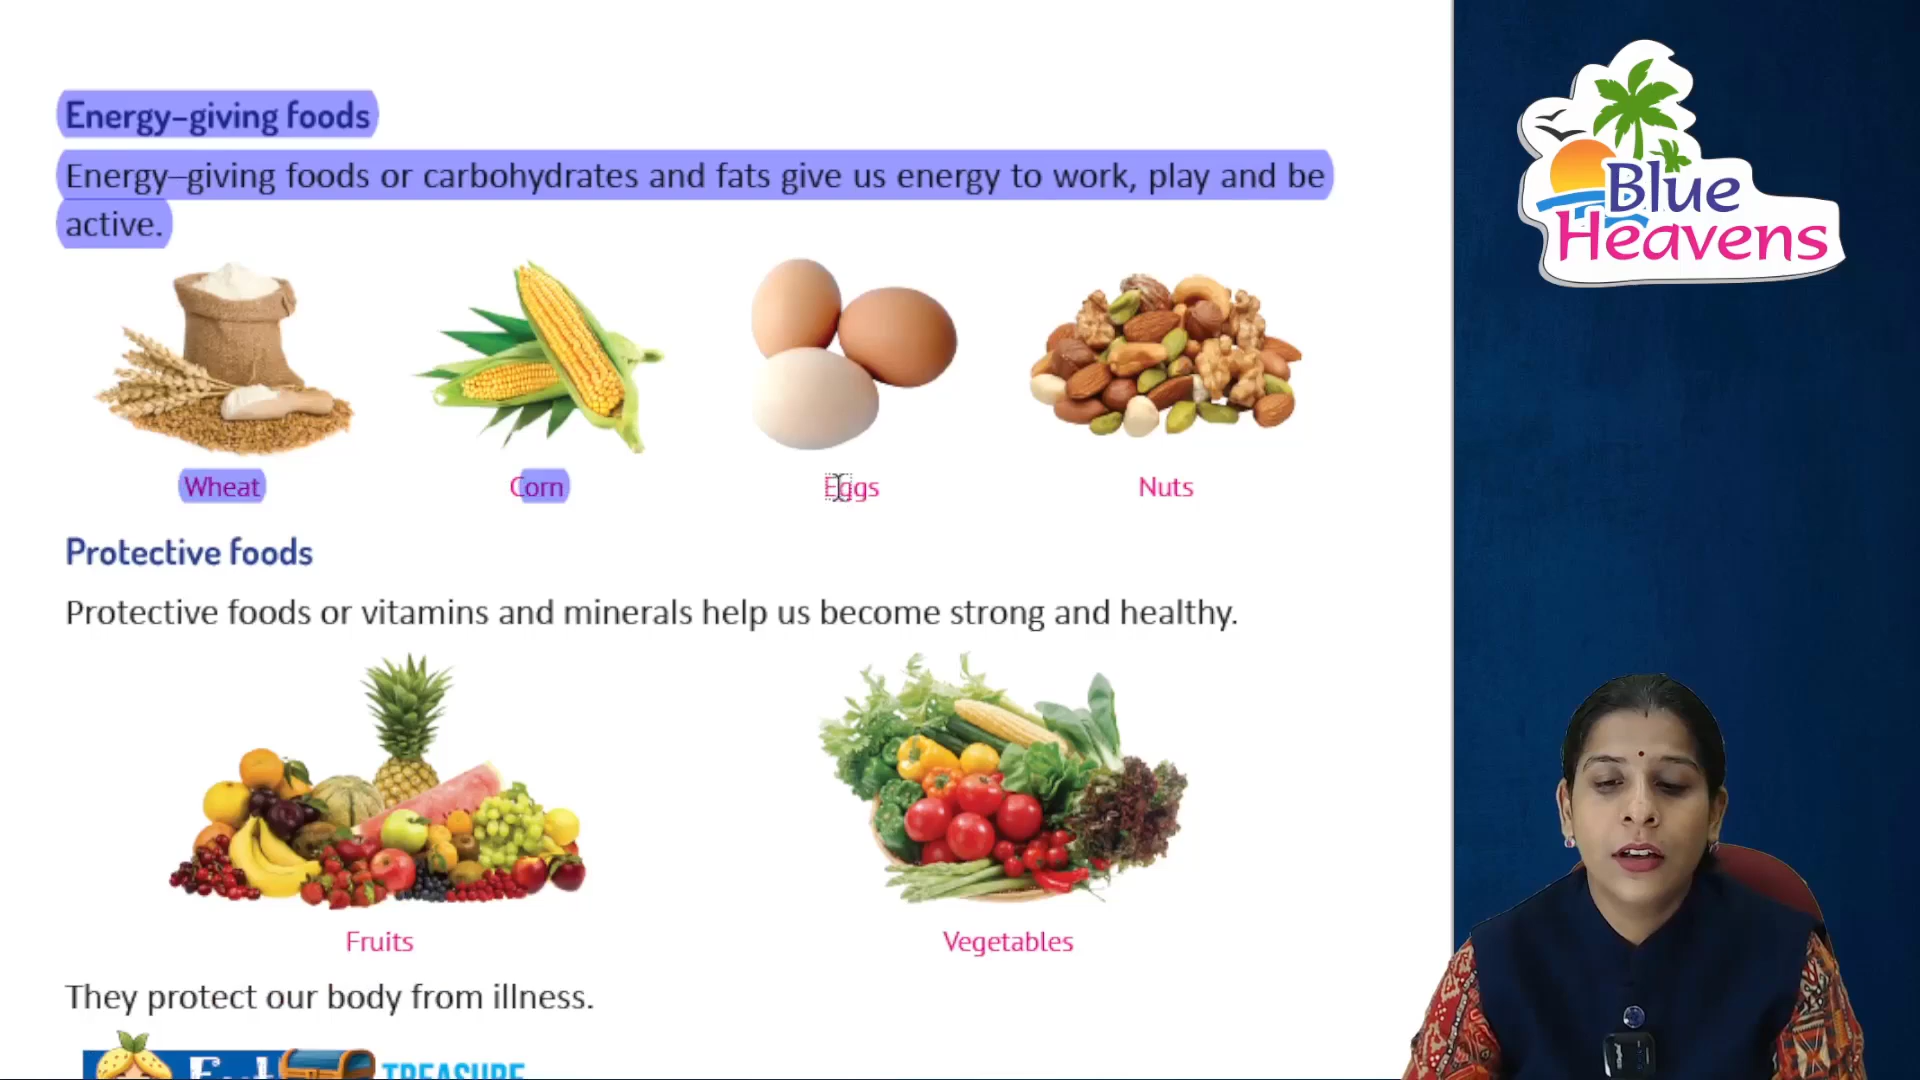 Energy-giving foods
Energy–giving foods or carbohydrates and fats give us energy to work, play and be
active.
Wheat
Corn
Eggs
Nuts
Protective foods
Protective foods or vitamins and minerals help us become strong and healthy.
Fruits
Vegetables
They protect our body from illness.
TREASURE
Blue
Heavens